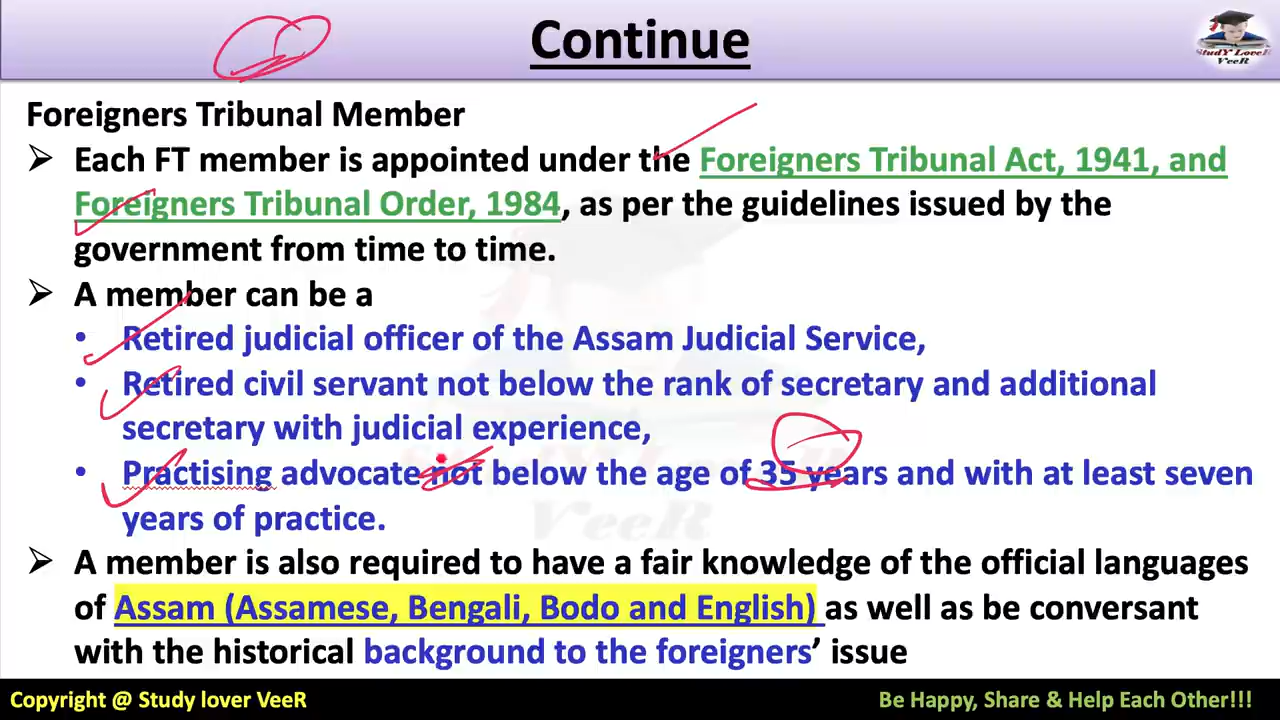 Continue
StudY LoveR
VeeR
Foreigners Tribunal Member
➢ Each FT member is appointed under the Foreigners Tribunal Act, 1941, and
Foreigners Tribunal Order, 1984, as per the guidelines issued by the
government from time to time.
➢ A member can be a
• Retired judicial officer of the Assam Judicial Service,
• Retired civil servant not below the rank of secretary and additional
secretary with judicial experience,
• Practising advocate not below the age of 35 years and with at least seven
years of practice.
➢ A member is also required to have a fair knowledge of the official languages
of Assam (Assamese, Bengali, Bodo and English) as well as be conversant
with the historical background to the foreigners’ issue
StudY LoveR
VeeR
Copyright @ Study lover VeeR
Be Happy, Share & Help Each Other!!!